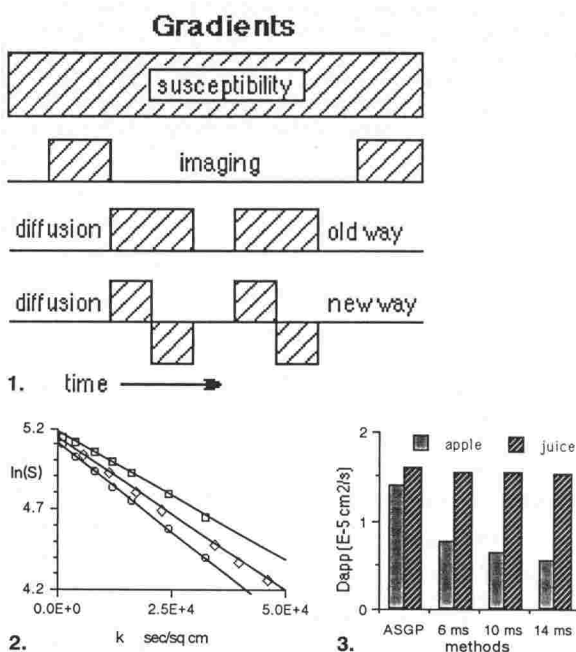 Gradients
susceptibility
imaging
diffusion old way
diffusion new way
1. time
5.2
ln(S)
4.7
4.2
0.0E+0 2.5E+4 5.0E+4
2. k sec/sq cm
2
apple juice
Dapp (E-5 cm2/s)
1
0
ASGP 6 ms 10 ms 14 ms
3. methods